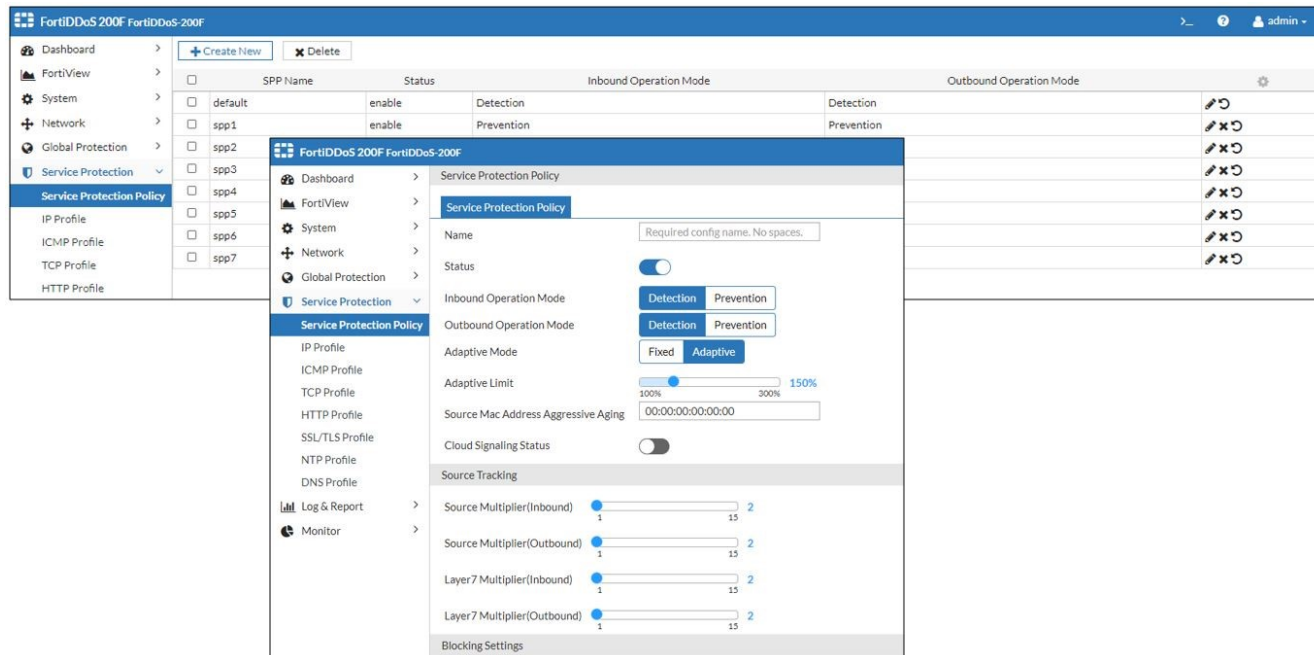 FortiDDoS 200F FortiDDoS-200F
>_ ? admin
Dashboard >
FortiView >
System >
Network >
Global Protection >
Service Protection
Service Protection Policy
IP Profile
ICMP Profile
TCP Profile
HTTP Profile
+ Create New
Delete
SPP Name Status Inbound Operation Mode Outbound Operation Mode
default enable Detection Detection
spp1 enable Prevention Prevention
spp2
spp3
spp4
spp5
spp6
spp7
FortiDDoS 200F FortiDDoS-200F
Dashboard >
FortiView >
System >
Network >
Global Protection >
Service Protection
Service Protection Policy
IP Profile
ICMP Profile
TCP Profile
HTTP Profile
SSL/TLS Profile
NTP Profile
DNS Profile
Log & Report >
Monitor >
Service Protection Policy
Service Protection Policy
Name Required config name. No spaces.
Status
Inbound Operation Mode Detection Prevention
Outbound Operation Mode Detection Prevention
Adaptive Mode Fixed Adaptive
Adaptive Limit 150%
100% 300%
Source Mac Address Aggressive Aging 00:00:00:00:00:00
Cloud Signaling Status
Source Tracking
Source Multiplier(Inbound) 2
1 15
Source Multiplier(Outbound) 2
1 15
Layer7 Multiplier(Inbound) 2
1 15
Layer7 Multiplier(Outbound) 2
1 15
Blocking Settings